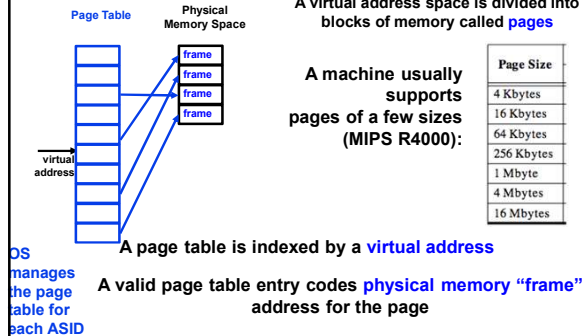 A virtual address space is divided into
blocks of memory called pages
Page Table
Physical
Memory Space
frame
frame
frame
frame
virtual
address
A machine usually
supports
pages of a few sizes
(MIPS R4000):
Page Size
4 Kbytes
16 Kbytes
64 Kbytes
256 Kbytes
1 Mbyte
4 Mbytes
16 Mbytes
OS
manages
the page
table for
each ASID
A page table is indexed by a virtual address
A valid page table entry codes physical memory “frame”
address for the page